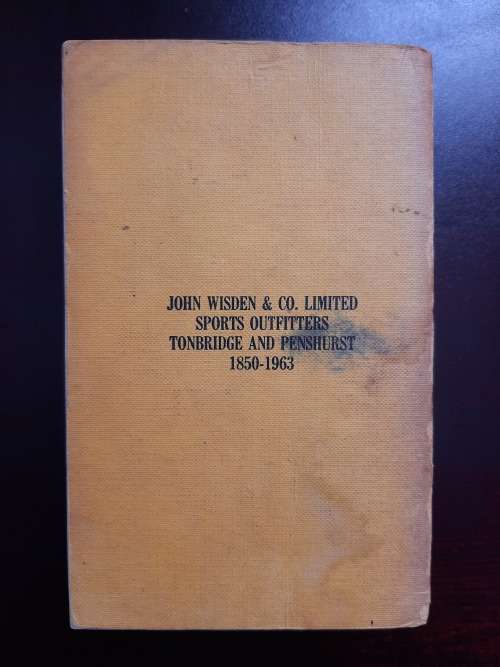 JOHN WISDEN & CO. LIMITED
SPORTS OUTFITTERS
TONBRIDGE AND PENSHURST
1850-1963